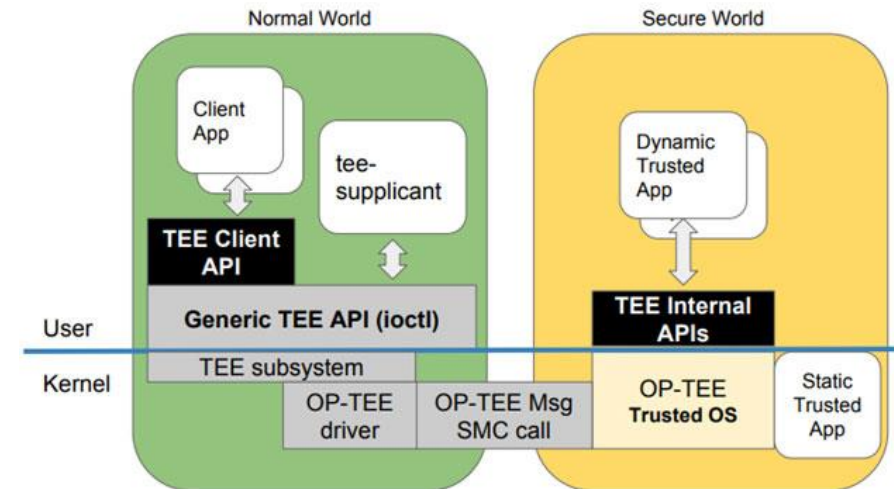 Normal World
Secure World
Client
App
tee-
supplicant
Dynamic
Trusted
App
TEE Client
API
Generic TEE API (ioctl)
TEE Internal
APIs
User
Kernel
TEE subsystem
OP-TEE
driver
OP-TEE Msg
SMC call
OP-TEE
Trusted OS
Static
Trusted
App